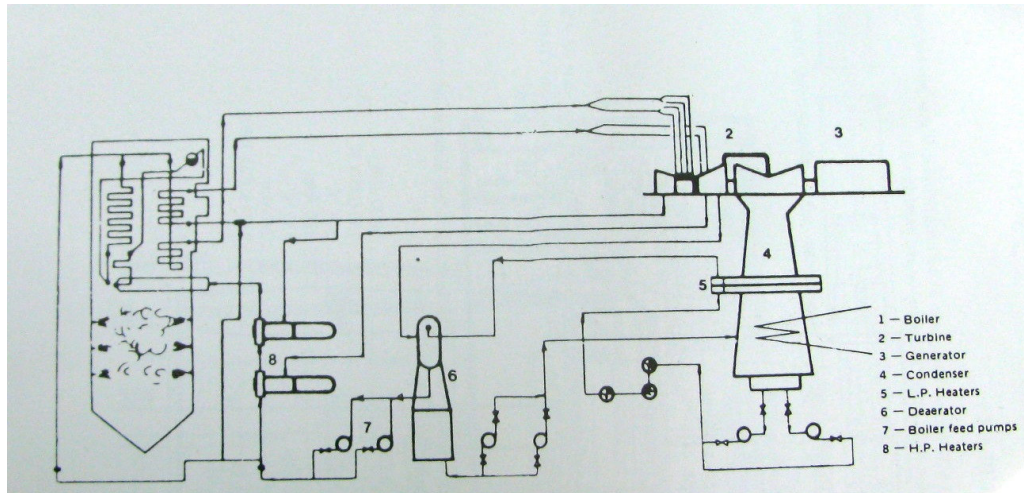 2
3
4
5
8
6
7
1 — Boiler
2 — Turbine
3 — Generator
4 — Condenser
5 — L.P. Heaters
6 — Deaerator
7 — Boiler feed pumps
8 — H.P. Heaters